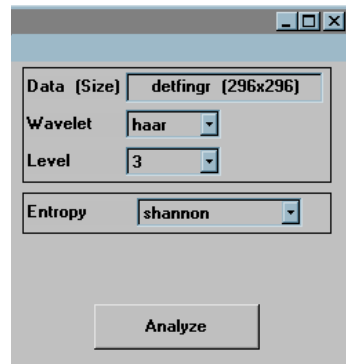 Data (Size) detfingr (296x296)
Wavelet haar
Level 3
Entropy shannon
Analyze